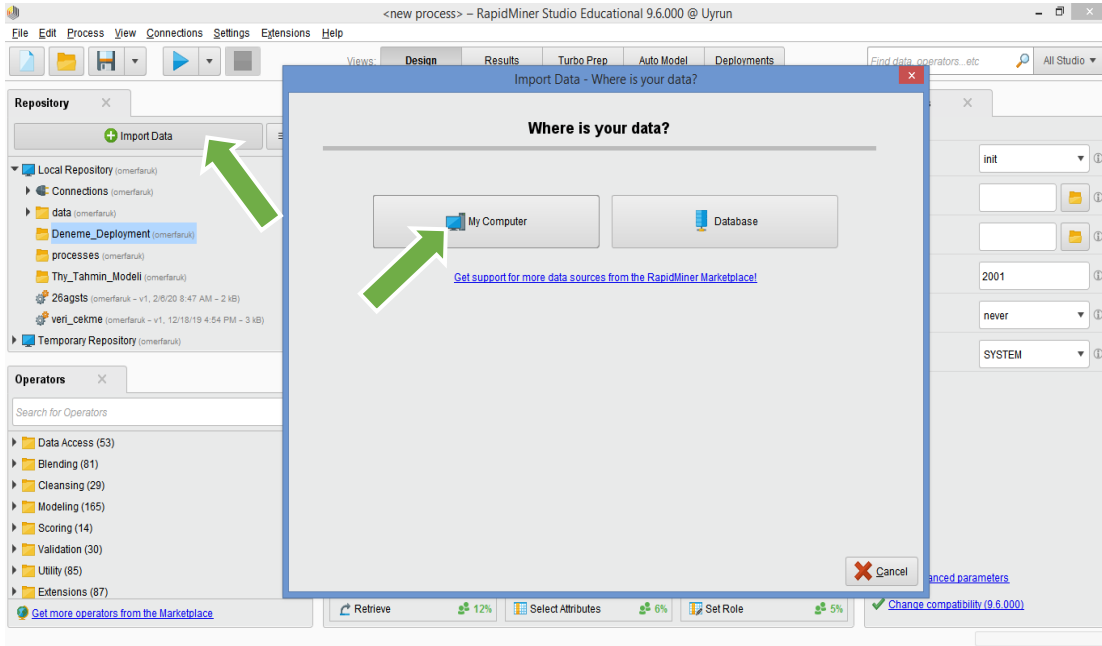 <new process> – RapidMiner Studio Educational 9.6.000 @ Uyrun
File Edit Process View Connections Settings Extensions Help
Views: Design Results Turbo Prep Auto Model Deployments
Find data, operators...etc
All Studio
Repository
Import Data
Local Repository (omerfaruk)
Connections (omerfaruk)
data (omerfaruk)
Deneme_Deployment (omerfaruk)
processes (omerfaruk)
Thy_Tahmin_Modeli (omerfaruk)
26agsts (omerfaruk – v1, 2/6/20 8:47 AM – 2 kB)
veri_cekme (omerfaruk – v1, 12/18/19 4:54 PM – 3 kB)
Temporary Repository (omerfaruk)
Operators
Search for Operators
Data Access (53)
Blending (81)
Cleansing (29)
Modeling (165)
Scoring (14)
Validation (30)
Utility (85)
Extensions (87)
Get more operators from the Marketplace
Import Data - Where is your data?
Where is your data?
My Computer
Database
Get support for more data sources from the RapidMiner Marketplace!
Cancel
Retrieve 12%
Select Attributes 6%
Set Role 5%
init
2001
never
SYSTEM
parameters
Change compatibility (9.6.000)